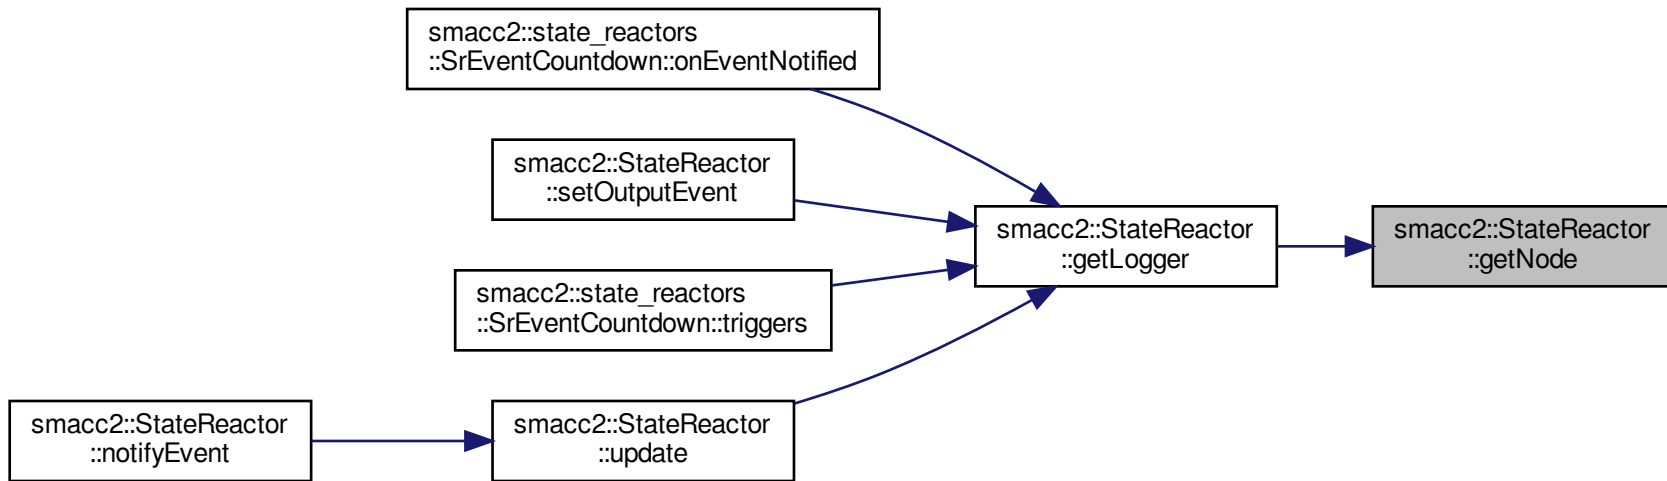 smacc2::state_reactors
::SrEventCountdown::onEventNotified
smacc2::StateReactor
::setOutputEvent
smacc2::StateReactor
::getLogger
smacc2::StateReactor
::getNode
smacc2::state_reactors
::SrEventCountdown::triggers
smacc2::StateReactor
::notifyEvent
smacc2::StateReactor
::update